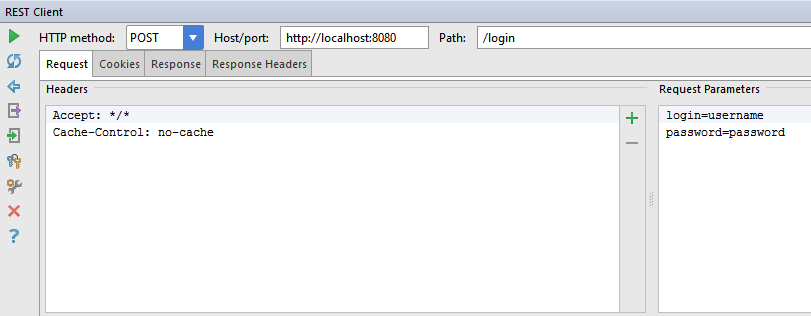 REST Client
HTTP method: POST Host/port: http://localhost:8080 Path: /login
Request Cookies Response Response Headers
Headers Request Parameters
Accept: */* login=username
Cache-Control: no-cache password=password
?